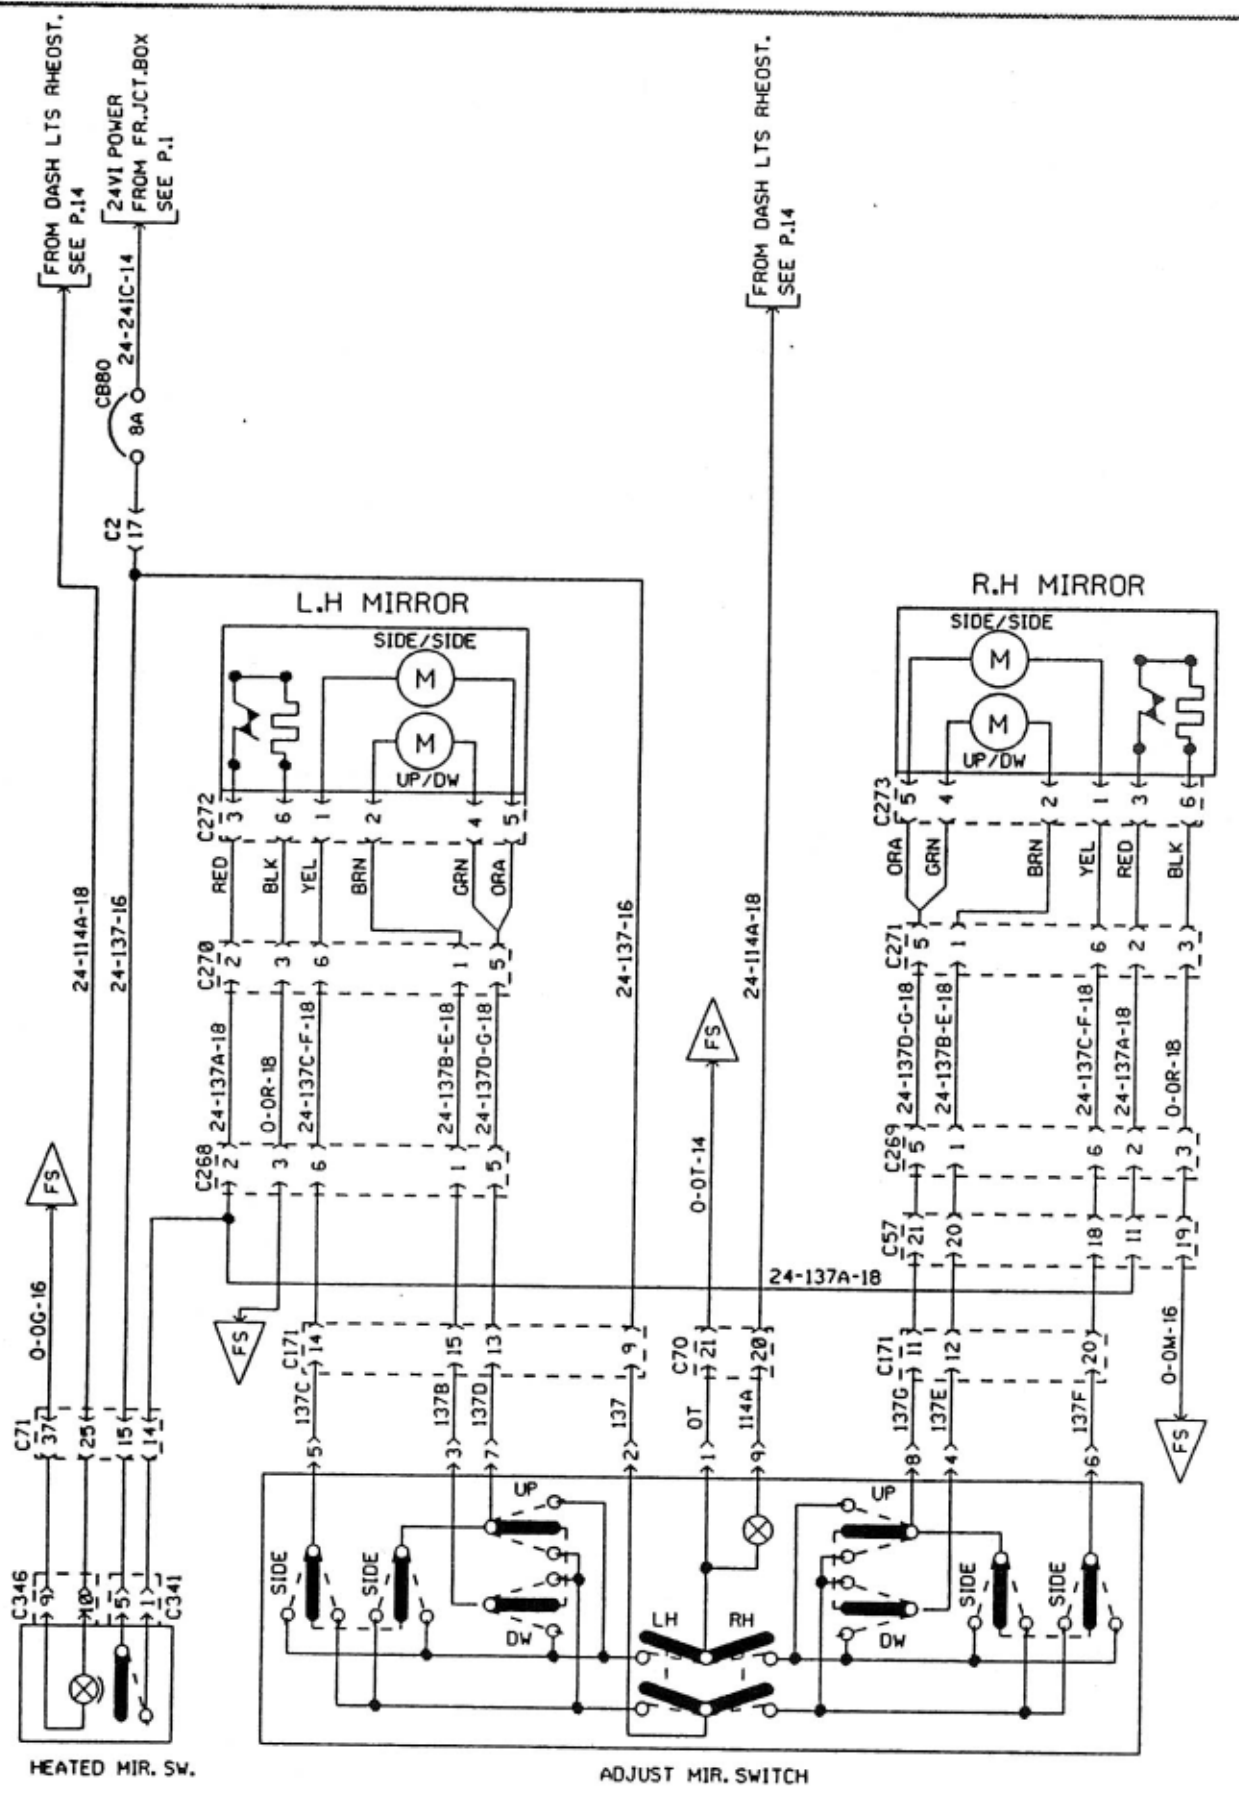 FROM DASH LTS RHEOST.
SEE P.14
24VI POWER
FROM FR.JCT.BOX
SEE P.1
24-24IC-14
CB80
8A
C2
17
FROM DASH LTS RHEOST.
SEE P.14
L.H MIRROR
SIDE/SIDE
M
M
UP/DW
C272
3
6
1
2
4
5
RED
BLK
YEL
BRN
GRN
ORA
C270
2
3
6
1
5
24-114A-18
24-137-16
24-137A-18
0-0R-18
24-137C-F-18
24-137B-E-18
24-137D-G-18
24-137-16
24-114A-18
C268
2
3
6
1
5
R.H MIRROR
SIDE/SIDE
M
M
UP/DW
C273
5
4
2
1
3
6
ORA
GRN
BRN
YEL
RED
BLK
C271
5
1
6
2
3
24-137D-G-18
24-137B-E-18
24-137C-F-18
24-137A-18
0-0R-18
C269
5
1
6
2
3
C57
21
20
18
11
19
24-137A-18
FS
0-0G-16
FS
FS
0-0T-14
0-0M-16
FS
C71
37
25
15
14
C171
14
15
13
9
C70
21
20
C171
11
12
20
137C
137B
137D
137
0T
114A
137G
137E
137F
5
3
7
2
1
9
8
4
6
C346
9
10
5
1
C341
SIDE
SIDE
UP
DW
LH
RH
UP
DW
SIDE
SIDE
HEATED MIR. SW.
ADJUST MIR. SWITCH